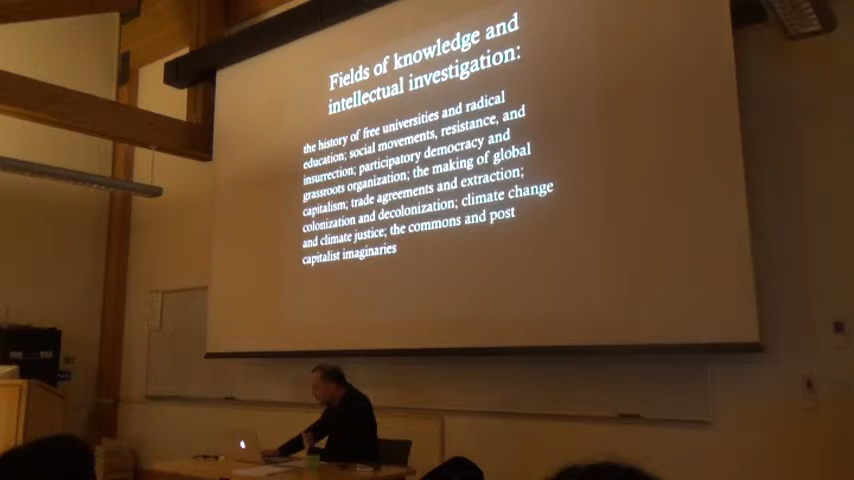 Fields of knowledge and
intellectual investigation:
the history of free universities and radical
education; social movements, resistance, and
insurrection; participatory democracy and
grassroots organization; the making of global
capitalism; trade agreements and extraction;
colonization and decolonization; climate change
and climate justice; the commons and post
capitalist imaginaries